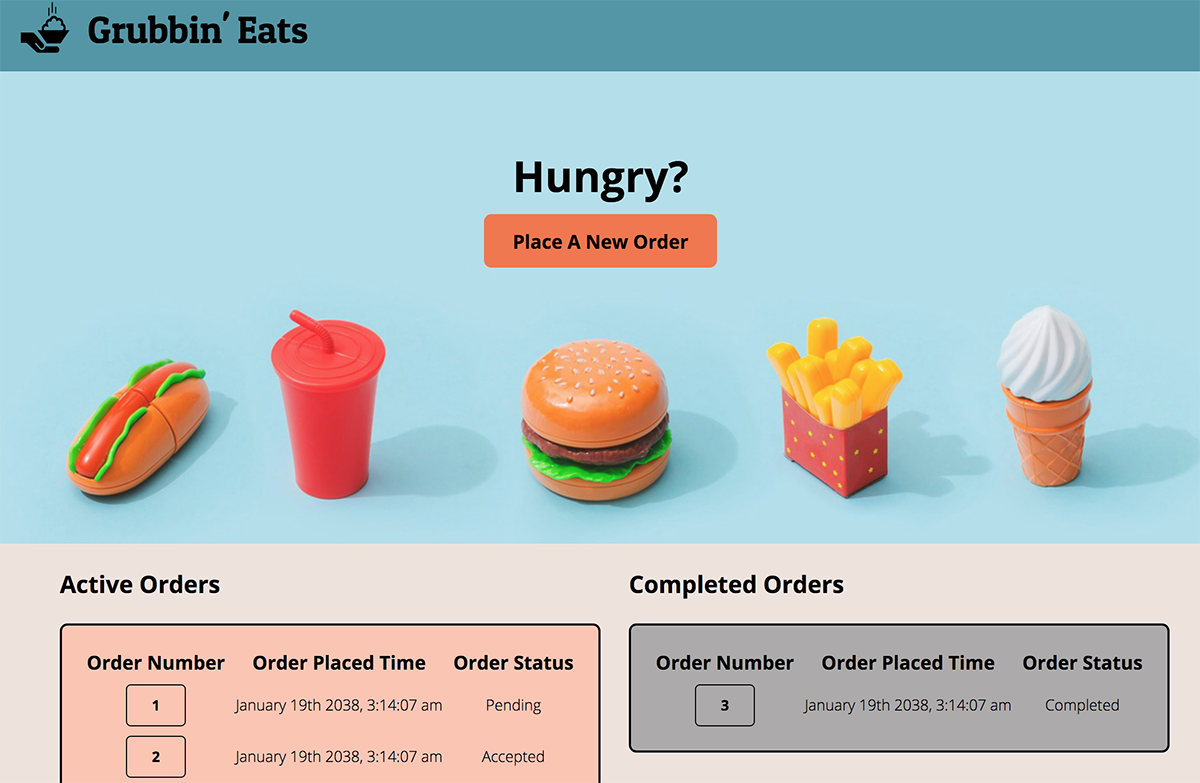 Grubbin' Eats
Hungry?
Place A New Order
Active Orders
Order Number Order Placed Time Order Status
1 January 19th 2038, 3:14:07 am Pending
2 January 19th 2038, 3:14:07 am Accepted
Completed Orders
Order Number Order Placed Time Order Status
3 January 19th 2038, 3:14:07 am Completed